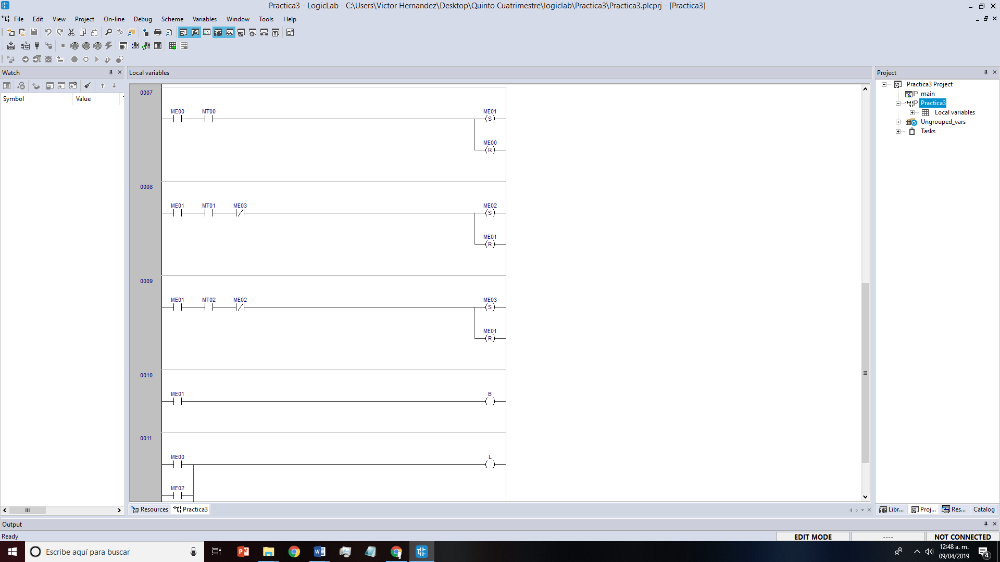 Practica3 - LogicLab - C:\Users\Victor Hernandez\Desktop\Quinto Cuatrimestre\logiclab\Practica3\Practica3.plcprj - [Practica3]
File Edit View Project On-line Debug Scheme Variables Window Tools Help
Watch
Local variables
Project
Symbol Value
Practica3 Project
main
Practica3
Local variables
Ungrouped_vars
Tasks
0007
ME00 MT00 ME01
S
ME00
R
0008
ME01 MT01 ME03 ME02
S
ME01
R
0009
ME01 MT02 ME02 ME03
S
ME01
R
0010
ME01 B
0011
ME00 L
ME02
Resources Practica3
Libr... Proj... Res... Catalog
Output
Ready
EDIT MODE ---- NOT CONNECTED
Escribe aquí para buscar
12:48 a. m.
09/04/2019
4